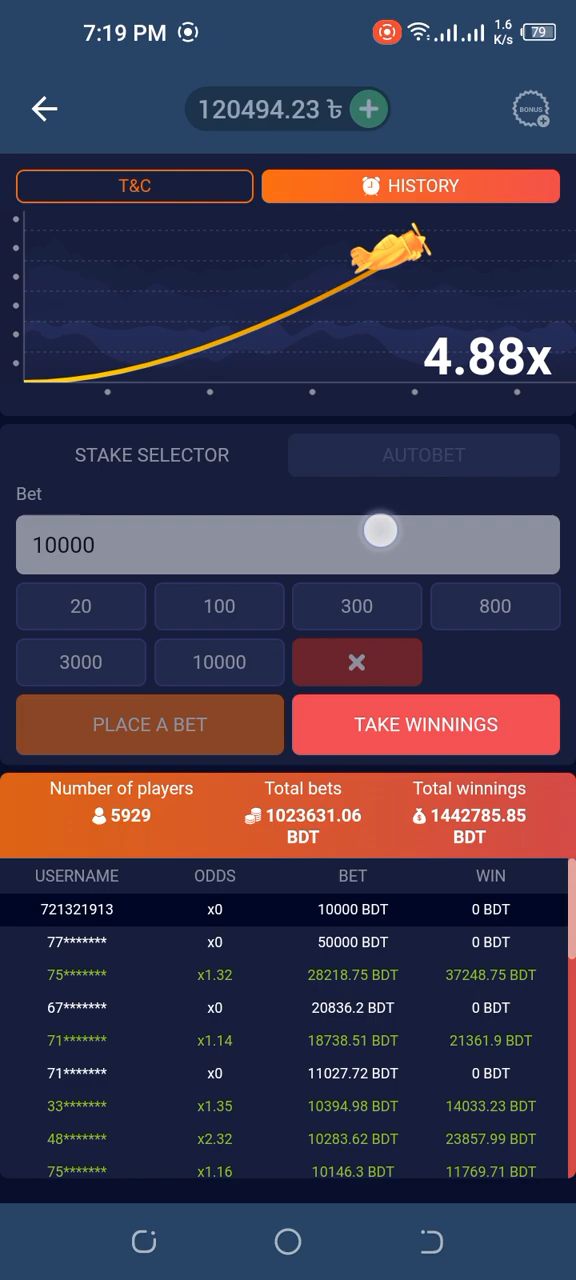 7:19 PM
1.6
K/s
79
120494.23 ৳
BONUS
T&C
HISTORY
4.88x
STAKE SELECTOR
AUTOBET
Bet
10000
20 100 300 800
3000 10000
PLACE A BET
TAKE WINNINGS
Number of players Total bets Total winnings
5929 1023631.06 1442785.85
BDT BDT
USERNAME ODDS BET WIN
721321913 x0 10000 BDT 0 BDT
77******* x0 50000 BDT 0 BDT
75******* x1.32 28218.75 BDT 37248.75 BDT
67******* x0 20836.2 BDT 0 BDT
71******* x1.14 18738.51 BDT 21361.9 BDT
71******* x0 11027.72 BDT 0 BDT
33******* x1.35 10394.98 BDT 14033.23 BDT
48******* x2.32 10283.62 BDT 23857.99 BDT
75******* x1.16 10146.3 BDT 11769.71 BDT